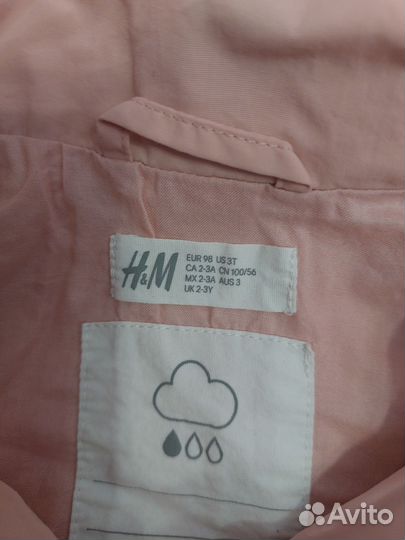 H&M
EUR 98 US 3T
CA 2-3A CN 100/56
MX 2-3A AUS 3
UK 2-3Y
Avito